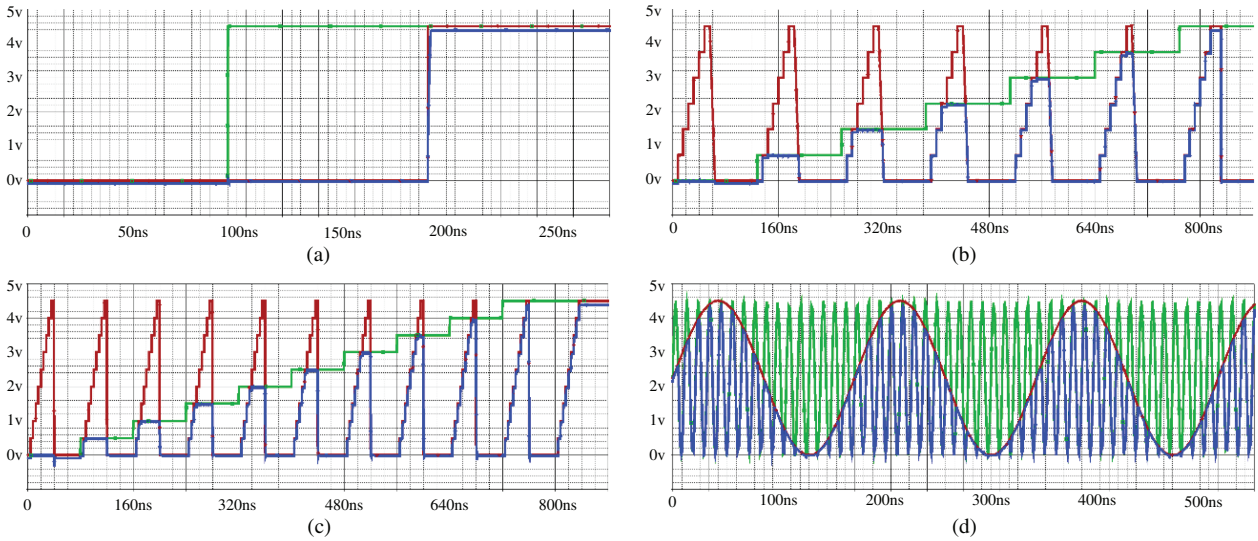 5v
4v
3v
2v
1v
0v
0 50ns 100ns 150ns 200ns 250ns
(a)
5v
4v
3v
2v
1v
0v
0 160ns 320ns 480ns 640ns 800ns
(b)
5v
4v
3v
2v
1v
0v
0 160ns 320ns 480ns 640ns 800ns
(c)
5v
4v
3v
2v
1v
0v
0 100ns 200ns 300ns 400ns 500ns
(d)